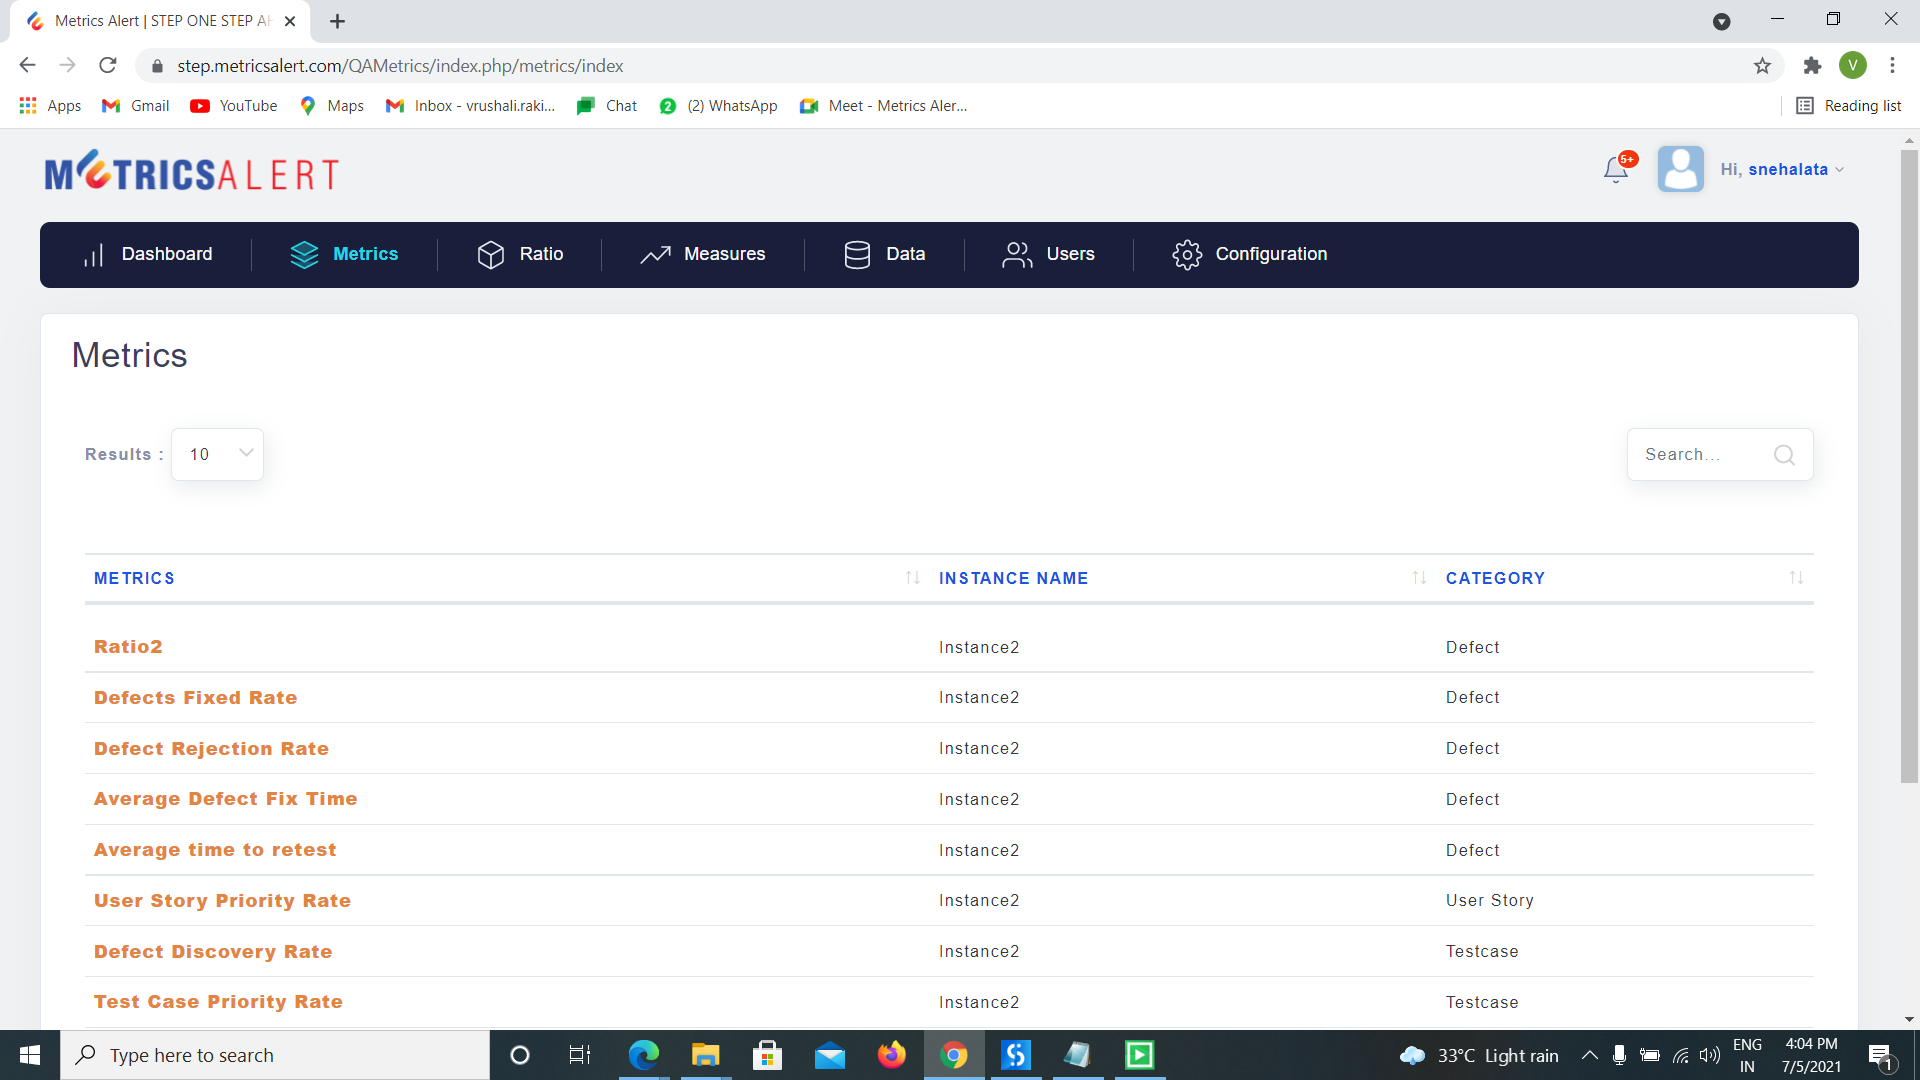 Metrics Alert | STEP ONE STEP AH
step.metricsalert.com/QAMetrics/index.php/metrics/index
V
Apps Gmail YouTube Maps Inbox - vrushali.raki... 2 (2) WhatsApp Chat Meet - Metrics Aler... Reading list
METRICSALERT
5+
Hi, snehalata
Dashboard Metrics Ratio Measures Data Users Configuration
Metrics
Results : 10 Search...
METRICS INSTANCE NAME CATEGORY
Ratio2 Instance2 Defect
Defects Fixed Rate Instance2 Defect
Defect Rejection Rate Instance2 Defect
Average Defect Fix Time Instance2 Defect
Average time to retest Instance2 Defect
User Story Priority Rate Instance2 User Story
Defect Discovery Rate Instance2 Testcase
Test Case Priority Rate Instance2 Testcase
Type here to search
33°C Light rain
ENG
IN
4:04 PM
7/5/2021
1